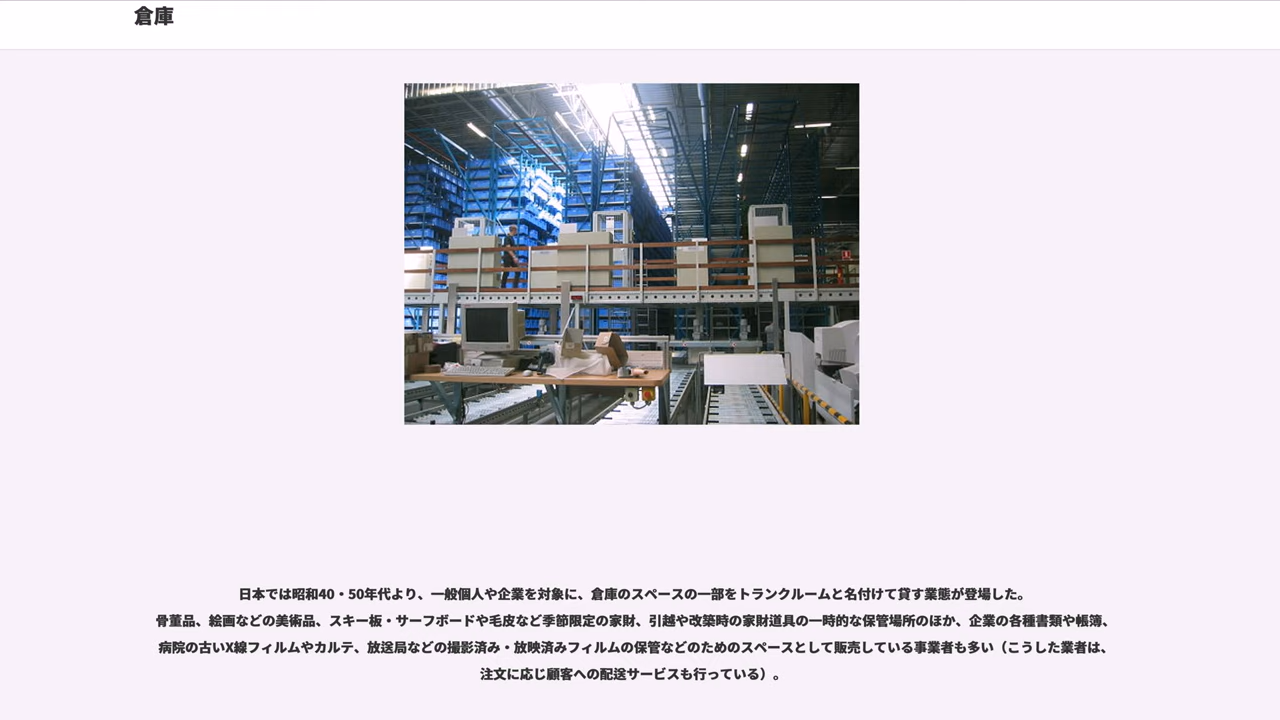 倉庫
日本では昭和40・50年代より、一般個人や企業を対象に、倉庫のスペースの一部をトランクルームと名付けて貸す業態が登場した。
骨董品、絵画などの美術品、スキー板・サーフボードや毛皮など季節限定の家財、引越や改築時の家財道具の一時的な保管場所のほか、企業の各種書類や帳簿、
病院の古いX線フィルムやカルテ、放送局などの撮影済み・放映済みフィルムの保管などのためのスペースとして販売している事業者も多い（こうした業者は、
注文に応じ顧客への配送サービスも行っている）。